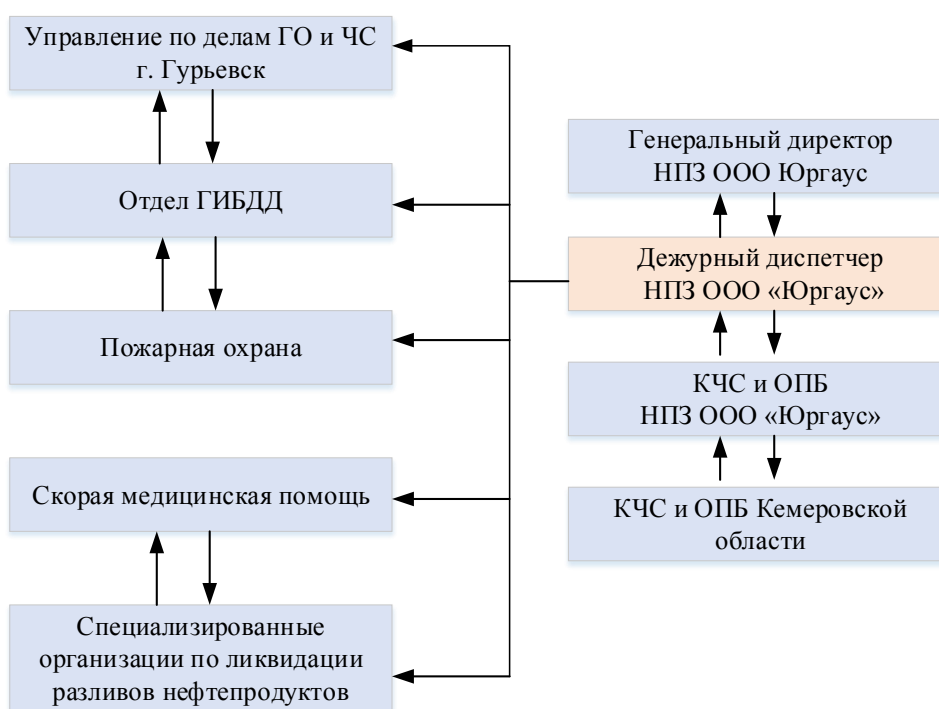 Управление по делам ГО и ЧС
г. Гурьевск
Отдел ГИБДД
Пожарная охрана
Скорая медицинская помощь
Специализированные
организации по ликвидации
разливов нефтепродуктов
Генеральный директор
НПЗ ООО Юргаус
Дежурный диспетчер
НПЗ ООО «Юргаус»
КЧС и ОПБ
НПЗ ООО «Юргаус»
КЧС и ОПБ Кемеровской
области